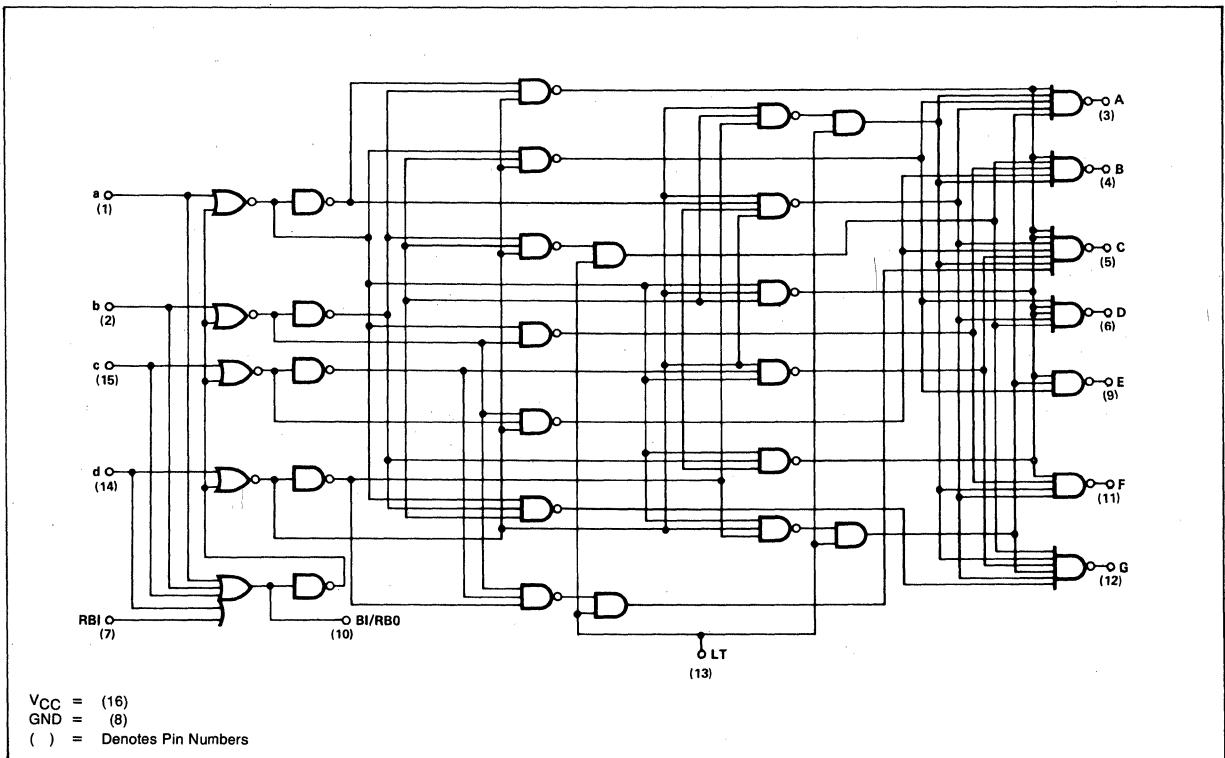 A
(3)
B
(4)
a
(1)
C
(5)
b
(2)
D
(6)
c
(15)
E
(9)
d
(14)
F
(11)
G
(12)
RBI
(7)
BI/RB0
(10)
LT
(13)
VCC = (16)
GND = (8)
( ) = Denotes Pin Numbers